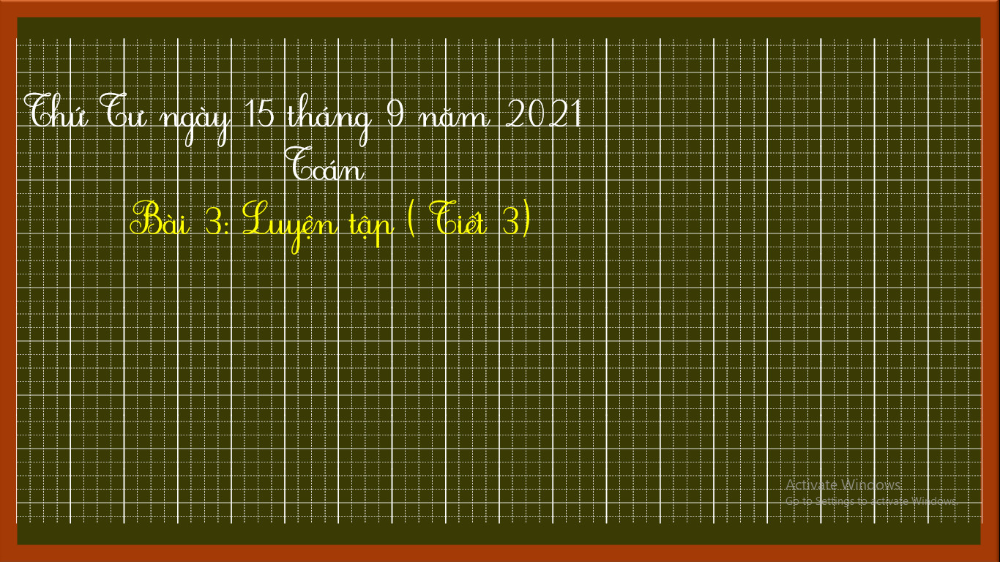 Thứ Tư ngày 15 tháng 9 năm 2021
Toán
Bài 3: Luyện tập ( Tiết 3)
Activate Windows
Go to Settings to activate Windows.